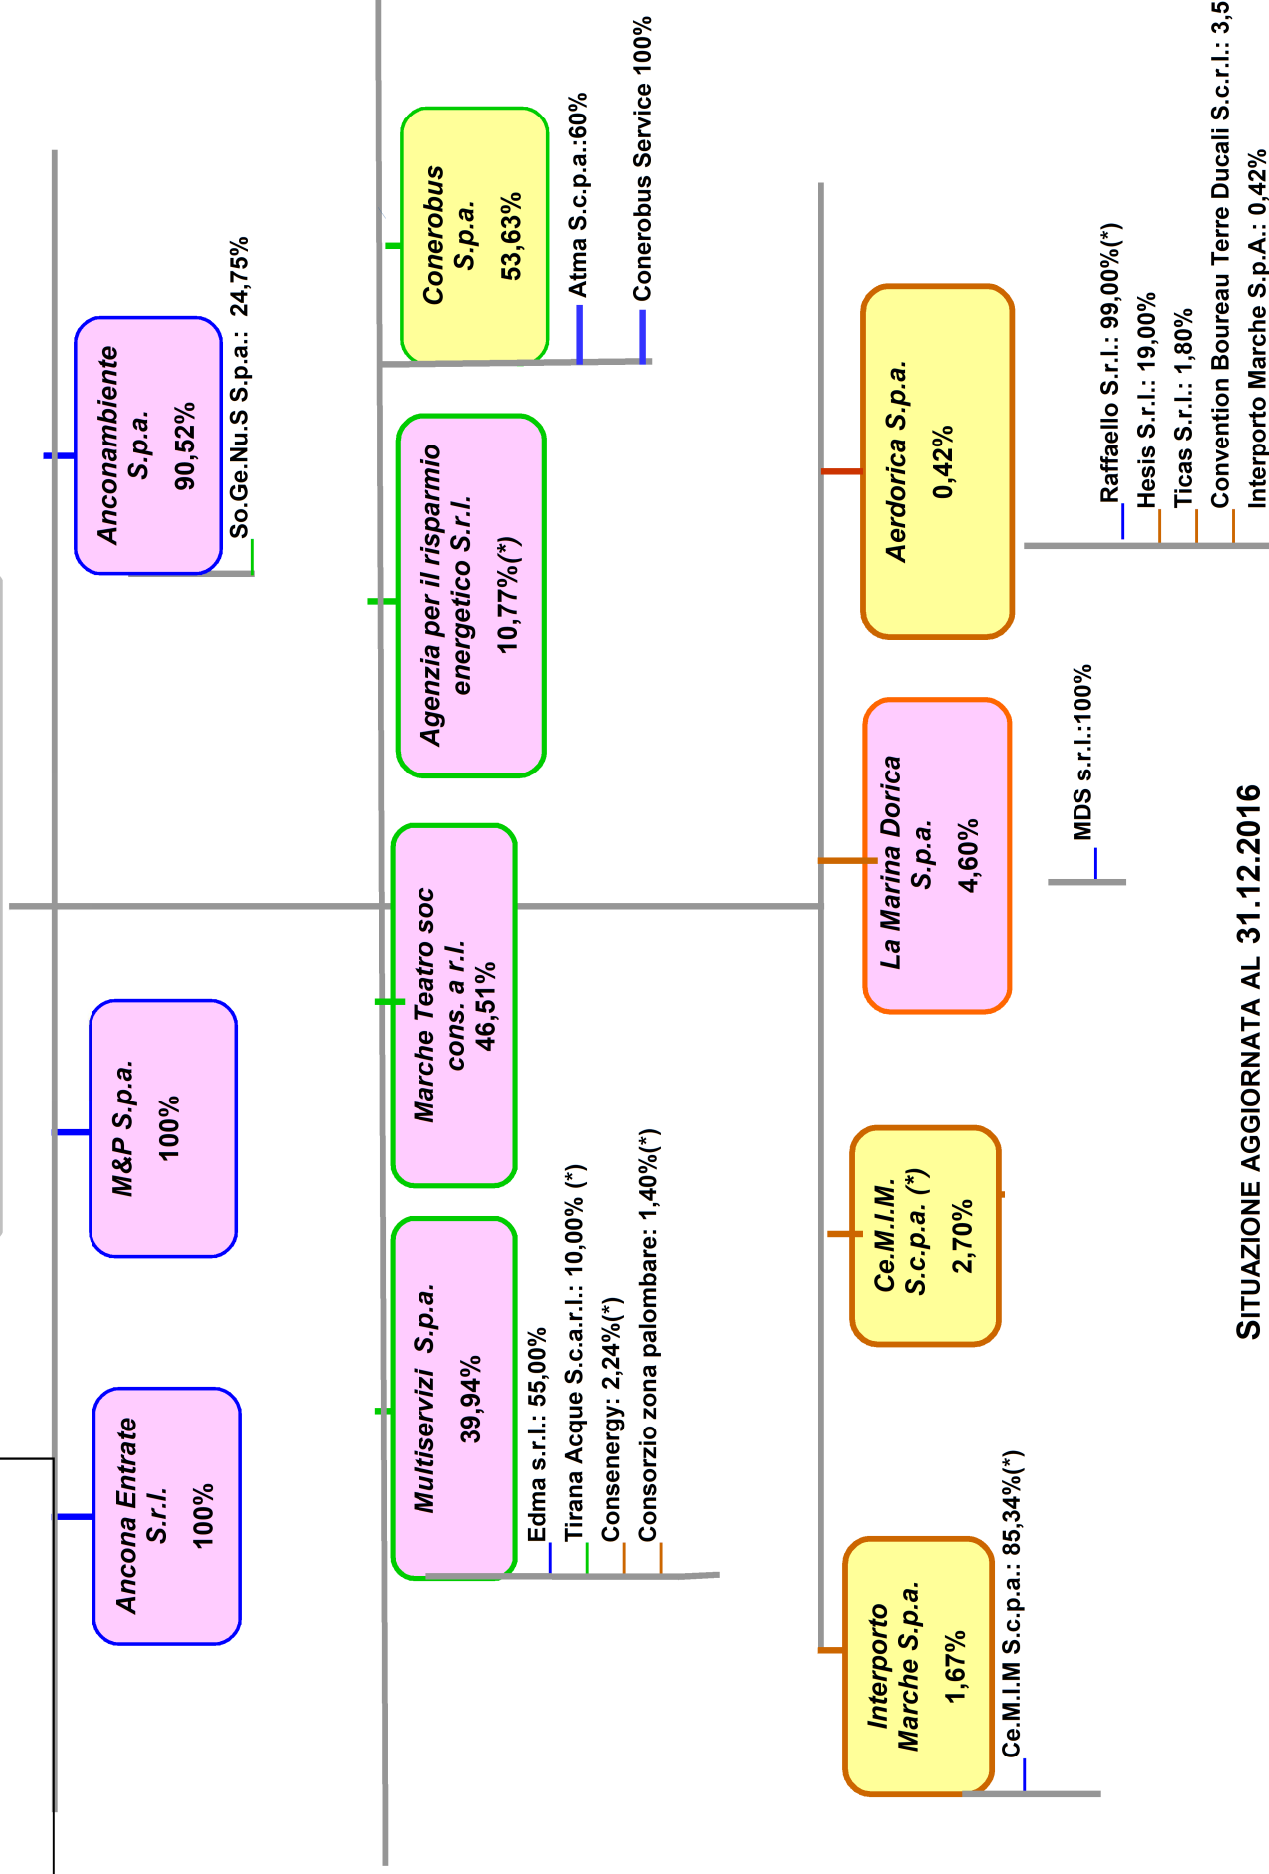 Ancona Entrate
S.r.l.
100%
M&P S.p.a.
100%
Anconambiente
S.p.a.
90,52%
So.Ge.Nu.S S.p.a.: 24,75%
Multiservizi S.p.a.
39,94%
Edma s.r.l.: 55,00%
Tirana Acque S.c.a.r.l.: 10,00% (*)
Consenergy: 2,24%(*)
Consorzio zona palombare: 1,40%(*)
Marche Teatro soc
cons. a r.l.
46,51%
Agenzia per il risparmio
energetico S.r.l.
10,77%(*)
Conerobus
S.p.a.
53,63%
Atma S.c.p.a.:60%
Conerobus Service 100%
Interporto
Marche S.p.a.
1,67%
Ce.M.I.M S.c.p.a.: 85,34%(*)
Ce.M.I.M.
S.c.p.a. (*)
2,70%
La Marina Dorica
S.p.a.
4,60%
MDS s.r.l.:100%
Aerdorica S.p.a.
0,42%
Raffaello S.r.l.: 99,00%(*)
Hesis S.r.l.: 19,00%
Ticas S.r.l.: 1,80%
Convention Boureau Terre Ducali S.c.r.l.: 3,5
Interporto Marche S.p.A.: 0,42%
SITUAZIONE AGGIORNATA AL 31.12.2016